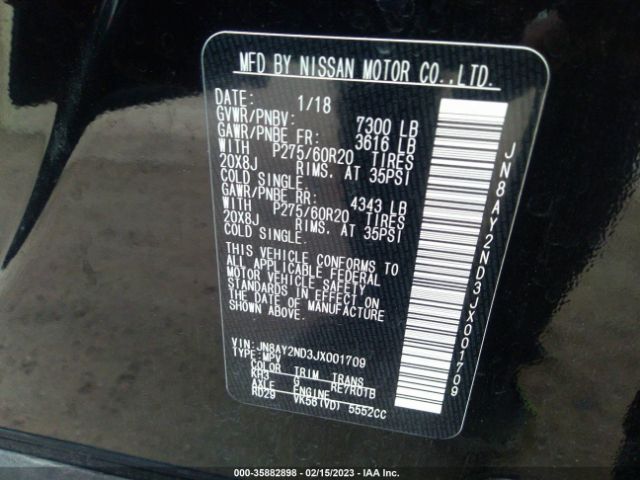 MFD BY NISSAN MOTOR CO.,LTD.
DATE: 1/18
GVWR/PNBV: 7300 LB
GAWR/PNBE FR: 3616 LB
WITH P275/60R20 TIRES
20X8J RIMS, AT 35PSI
COLD SINGLE.
GAWR/PNBE RR: 4343 LB
WITH P275/60R20 TIRES
20X8J RIMS, AT 35PSI
COLD SINGLE.
THIS VEHICLE CONFORMS TO
ALL APPLICABLE FEDERAL
MOTOR VEHICLE SAFETY
STANDARDS IN EFFECT ON
THE DATE OF MANUFACTURE
SHOWN ABOVE.
VIN: JN8AY2ND3JX001709
TYPE: MPV
COLOR TRIM TRANS
KH3 G RE7R01B
AXLE ENGINE
RD29 VK56(VD) 5552CC
JN8AY2ND3JX001709
000-35882898 - 02/15/2023 - IAA Inc.